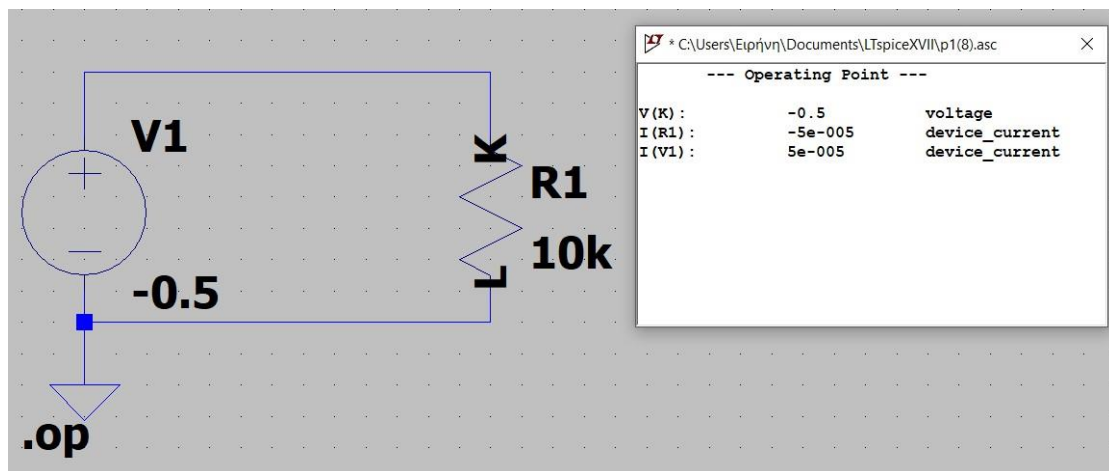 V1
-0.5
K
R1
10k
L
.op
* C:\Users\Ειρήνη\Documents\LTspiceXVII\p1(8).asc
--- Operating Point ---
V(K): -0.5 voltage
I(R1): -5e-005 device_current
I(V1): 5e-005 device_current